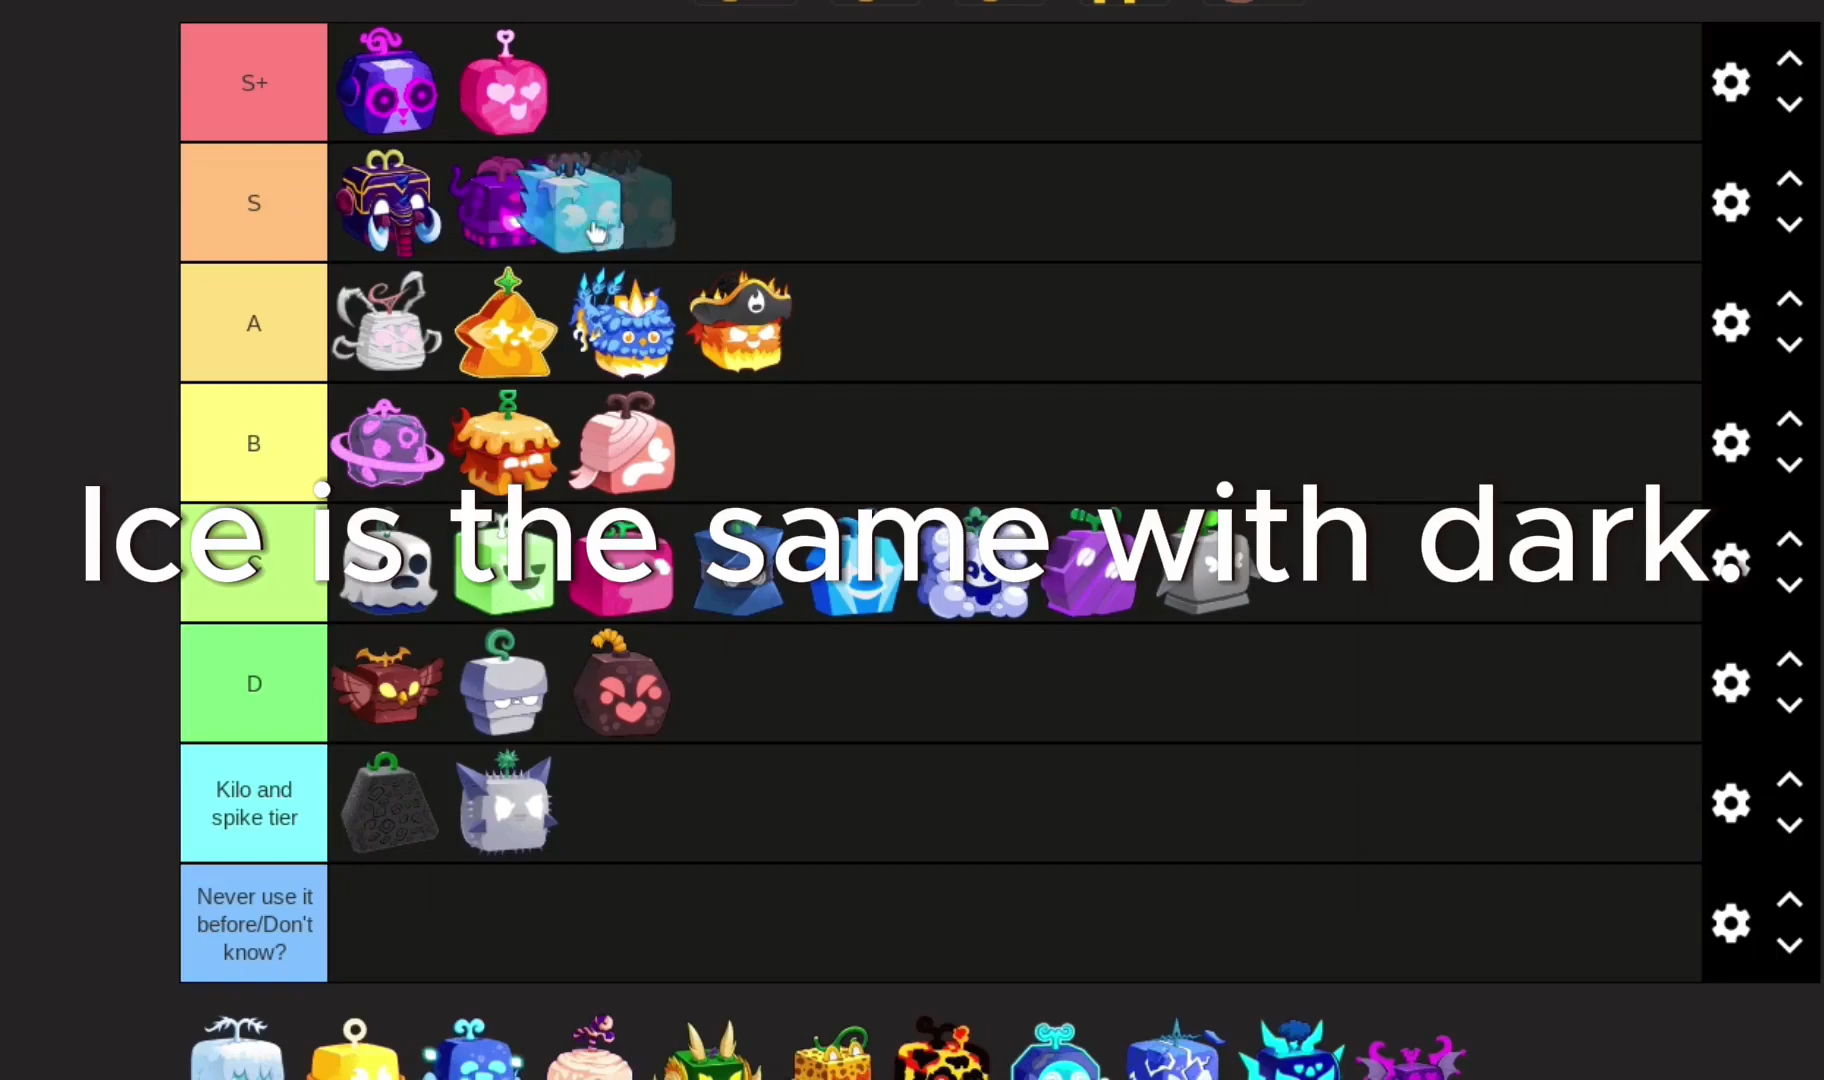 S+
S
A
B
Ice is the same with dark.
C
D
Kilo and
spike tier
Never use it
before/Don't
know?